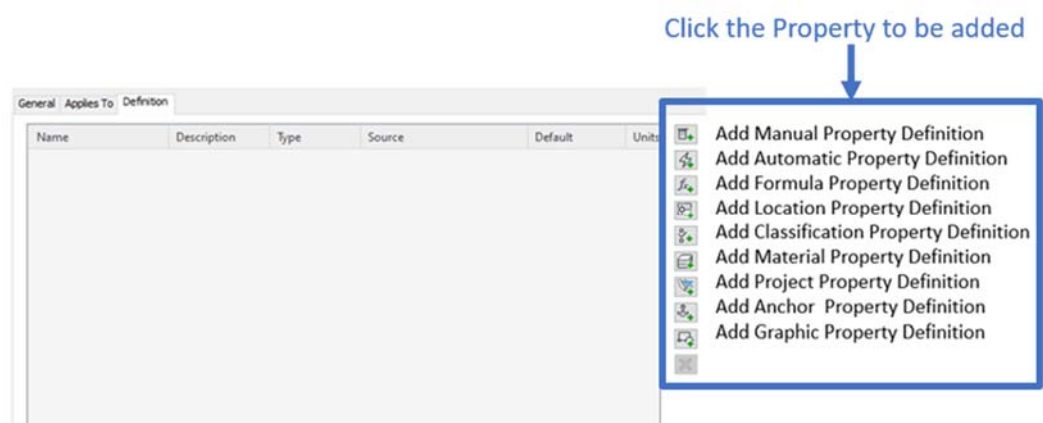 Click the Property to be added
General Applies To Definition
Name Description Type Source Default Units
Add Manual Property Definition
Add Automatic Property Definition
Add Formula Property Definition
Add Location Property Definition
Add Classification Property Definition
Add Material Property Definition
Add Project Property Definition
Add Anchor Property Definition
Add Graphic Property Definition